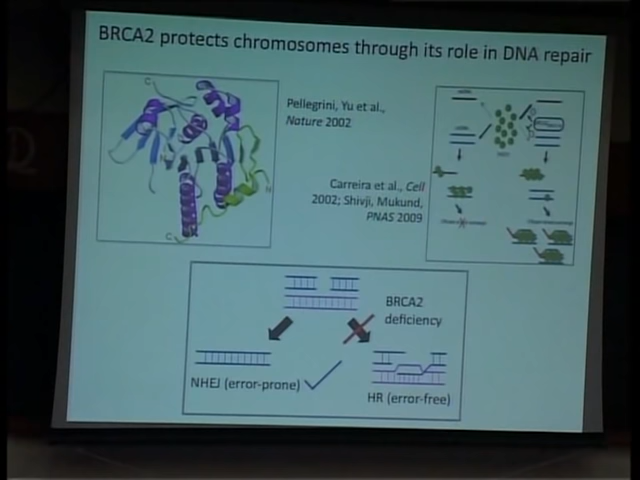 BRCA2 protects chromosomes through its role in DNA repair
C
N
C
Pellegrini, Yu et al.,
Nature 2002
Carreira et al., Cell
2002; Shivji, Mukund,
PNAS 2009
BRCA2
deficiency
NHEJ (error-prone)
HR (error-free)